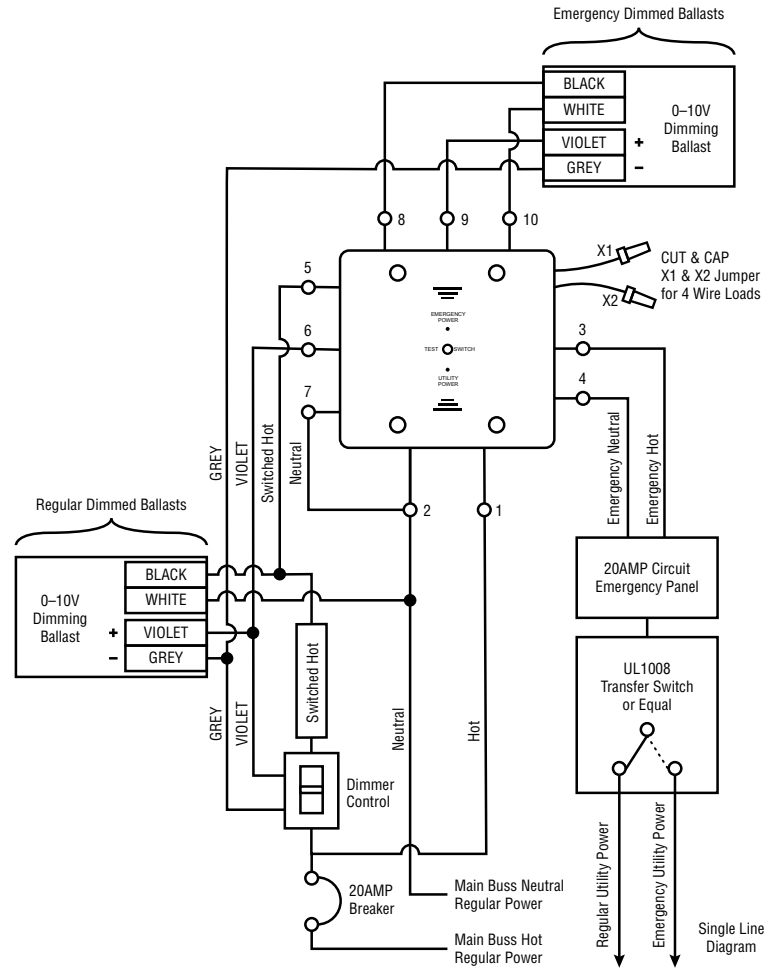 Emergency Dimmed Ballasts
BLACK
WHITE
VIOLET
GREY
+
–
0–10V
Dimming
Ballast
8
9
10
X1
X2
CUT & CAP
X1 & X2 Jumper
for 4 Wire Loads
5
6
7
EMERGENCY
POWER
TEST SWITCH
UTILITY
POWER
3
4
GREY
VIOLET
Switched Hot
Neutral
Emergency Neutral
Emergency Hot
2
1
Regular Dimmed Ballasts
0–10V
Dimming
Ballast
BLACK
WHITE
+ VIOLET
– GREY
20AMP Circuit
Emergency Panel
UL1008
Transfer Switch
or Equal
GREY
VIOLET
Switched Hot
Neutral
Hot
Dimmer
Control
20AMP
Breaker
Main Buss Neutral
Regular Power
Main Buss Hot
Regular Power
Regular Utility Power
Emergency Utility Power
Single Line
Diagram